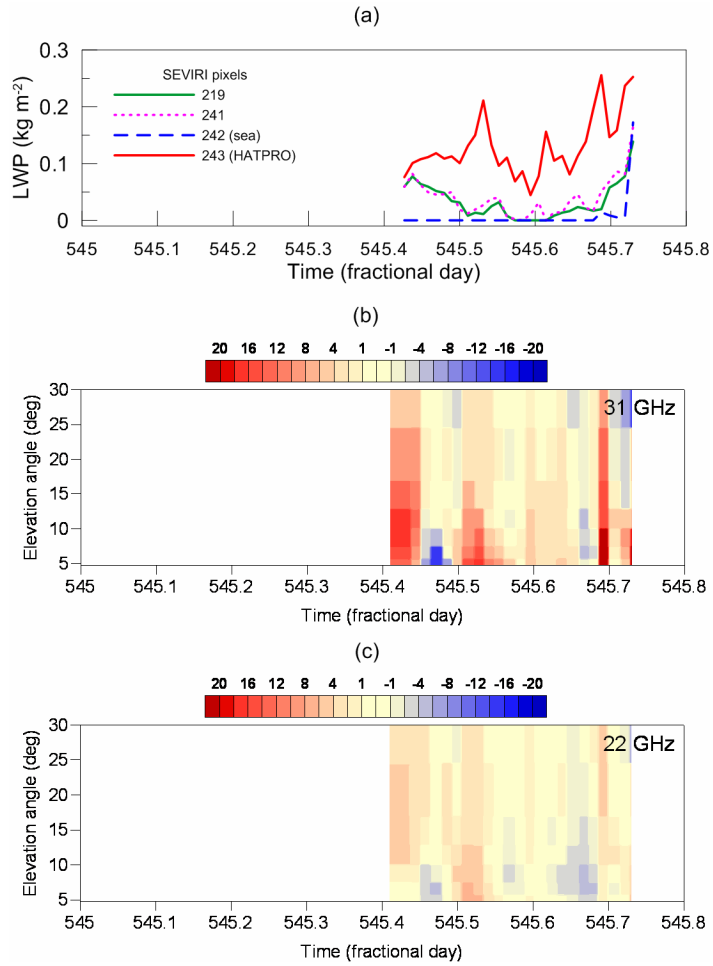 (a)
LWP (kg m-2)
0.3
0.2
0.1
0
SEVIRI pixels
219
241
242 (sea)
243 (HATPRO)
545 545.1 545.2 545.3 545.4 545.5 545.6 545.7 545.8
Time (fractional day)
(b)
20 16 12 8 4 1 -1 -4 -8 -12 -16 -20
Elevation angle (deg)
30
25
20
15
10
5
31 GHz
545 545.1 545.2 545.3 545.4 545.5 545.6 545.7 545.8
Time (fractional day)
(c)
20 16 12 8 4 1 -1 -4 -8 -12 -16 -20
Elevation angle (deg)
30
25
20
15
10
5
22 GHz
545 545.1 545.2 545.3 545.4 545.5 545.6 545.7 545.8
Time (fractional day)